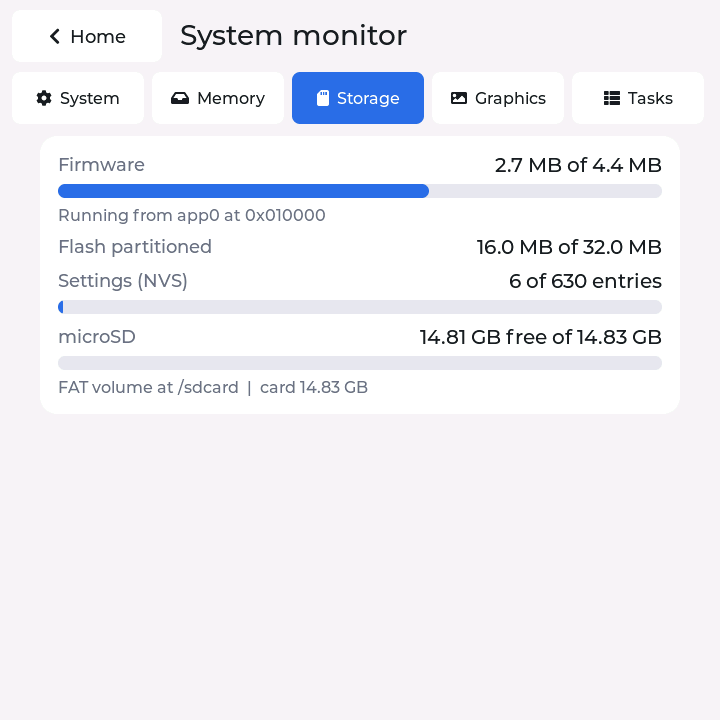 Home
System monitor
System
Memory
Storage
Graphics
Tasks
Firmware
2.7 MB of 4.4 MB
Running from app0 at 0x010000
Flash partitioned
16.0 MB of 32.0 MB
Settings (NVS)
6 of 630 entries
microSD
14.81 GB free of 14.83 GB
FAT volume at /sdcard | card 14.83 GB